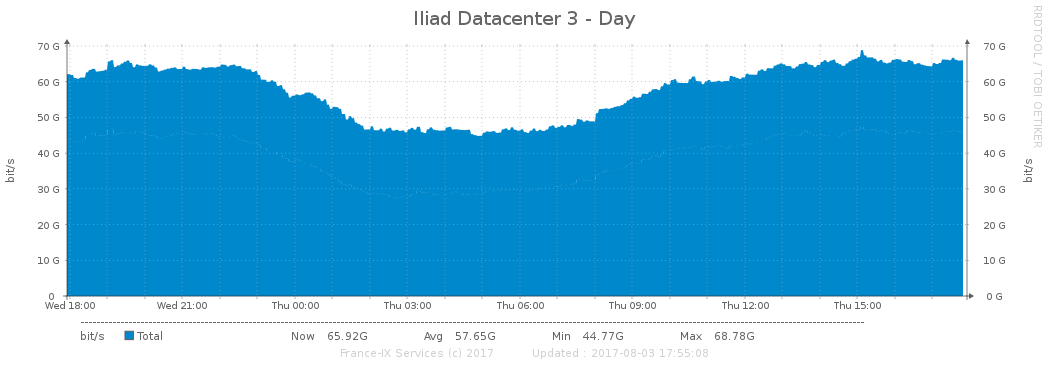 Iliad Datacenter 3 - Day
RRDTOOL / TOBI OETIKER
bit/s
bit/s
70 G 70 G
60 G 60 G
50 G 50 G
40 G 40 G
30 G 30 G
20 G 20 G
10 G 10 G
0 0 G
Wed 18:00 Wed 21:00 Thu 00:00 Thu 03:00 Thu 06:00 Thu 09:00 Thu 12:00 Thu 15:00
bit/s Total Now 65.92G Avg 57.65G Min 44.77G Max 68.78G
France-IX Services (c) 2017 Updated : 2017-08-03 17:55:08